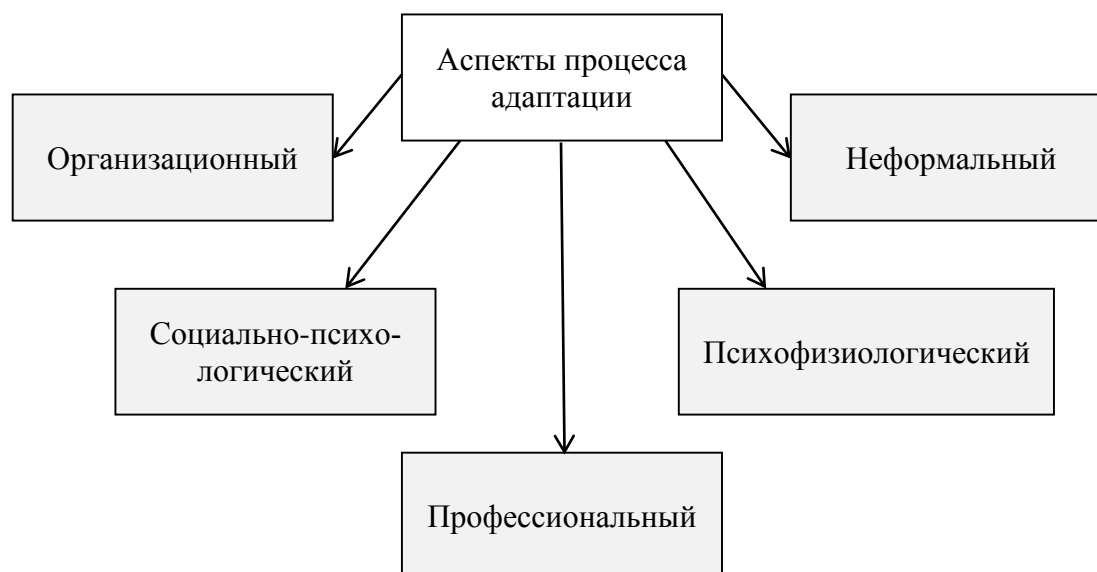 Аспекты процесса
адаптации
Организационный
Неформальный
Социально-психо-
логический
Психофизиологический
Профессиональный